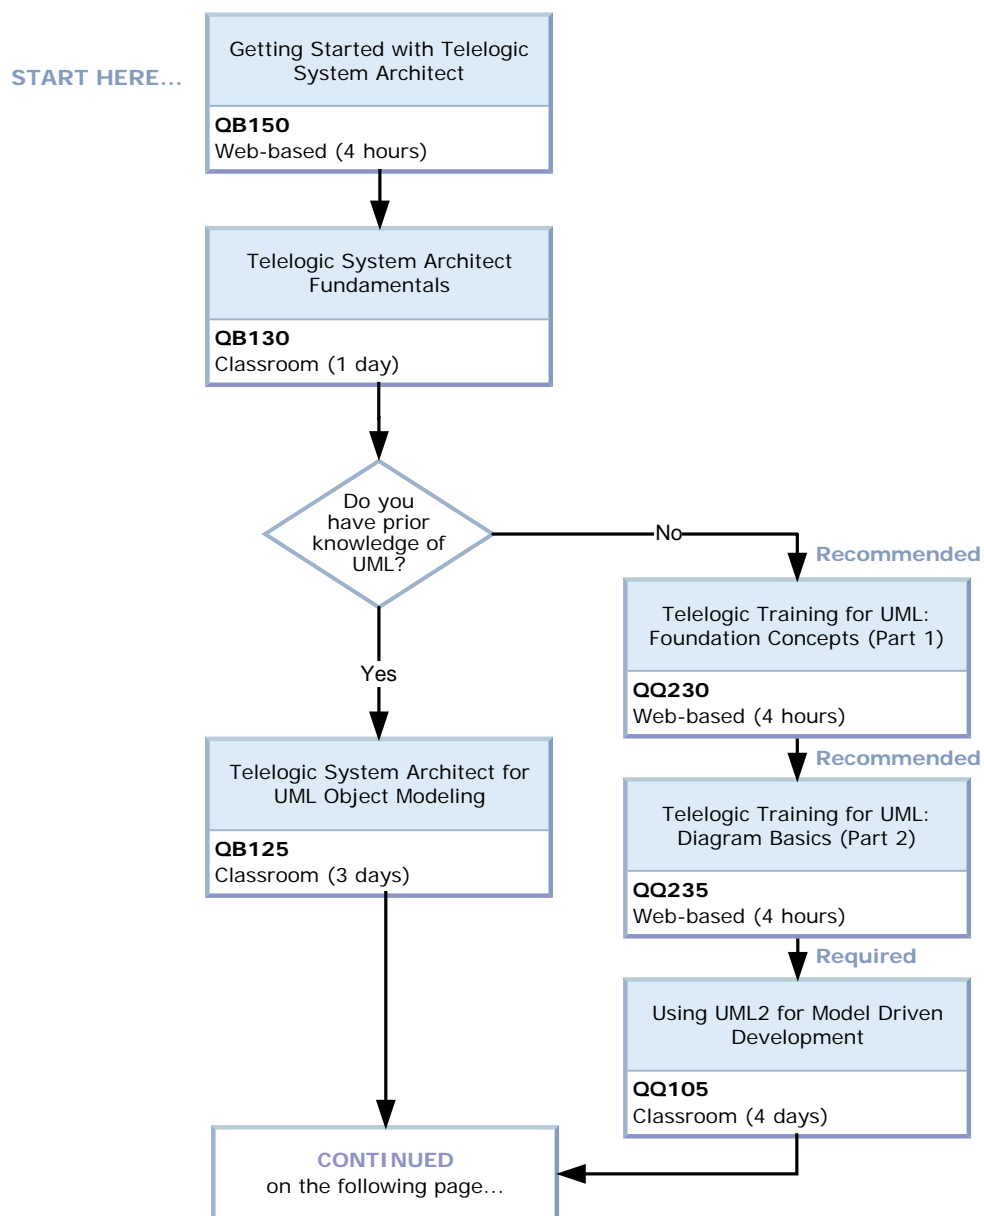 START HERE...
Getting Started with Telelogic
System Architect
QB150
Web-based (4 hours)
Telelogic System Architect
Fundamentals
QB130
Classroom (1 day)
Do you
have prior
knowledge of
UML?
No
Recommended
Telelogic Training for UML:
Foundation Concepts (Part 1)
QQ230
Web-based (4 hours)
Recommended
Telelogic Training for UML:
Diagram Basics (Part 2)
QQ235
Web-based (4 hours)
Required
Using UML2 for Model Driven
Development
QQ105
Classroom (4 days)
Yes
Telelogic System Architect for
UML Object Modeling
QB125
Classroom (3 days)
CONTINUED
on the following page...